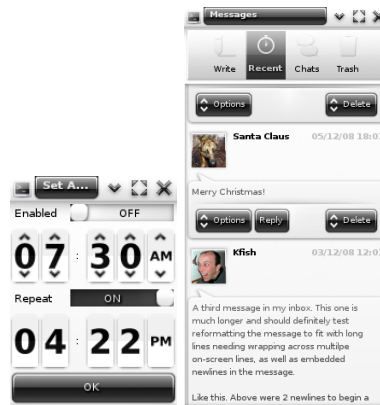 Messages
Write Recent Chats Trash
Options Delete
Santa Claus 05/12/08 18:03
Merry Christmas!
Options Reply Delete
Kfish 03/12/08 12:0
A third message in my inbox. This one is
much longer and should definitely test
reformatting the message to fit with long
lines needing wrapping across multilpe
on-screen lines, as well as embedded
newlines in the message.
Like this. Above were 2 newlines to begin a
Set A...
Enabled OFF
07 : 30 AM
Repeat ON
04 : 22 PM
OK